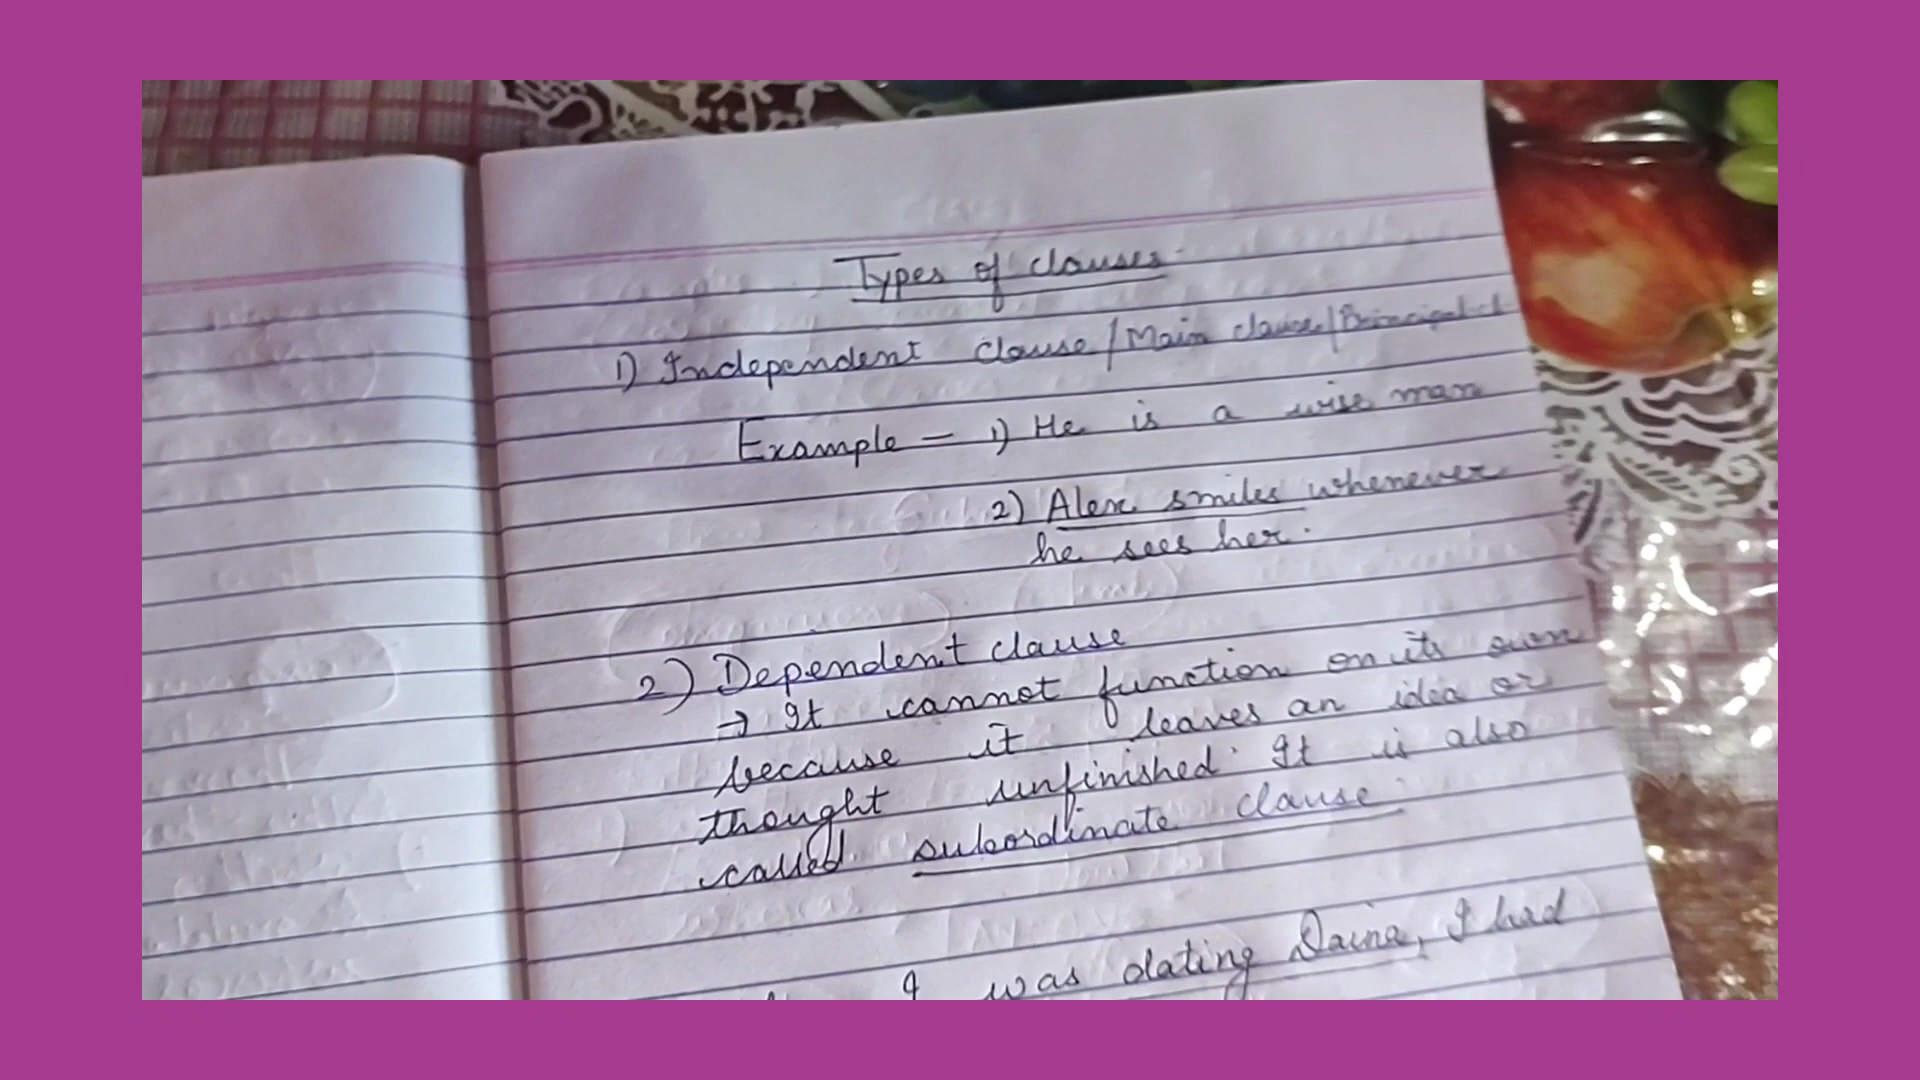 Types of clauses
1) Independent clause/Main clause/Principal cl
Example – 1) He is a wise man
2) Alex smiles whenever
he sees her.
2) Dependent clause
→ It cannot function on its own
because it leaves an idea or
thought unfinished. It is also
called subordinate clause
I was dating Daina, I had